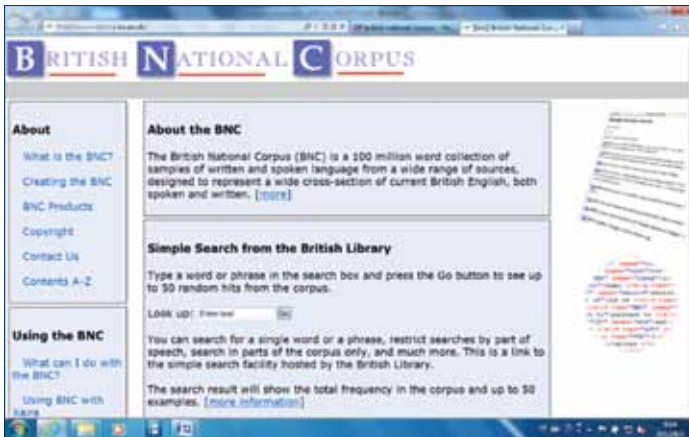 BRITISH NATIONAL CORPUS
About
What is the BNC?
Creating the BNC
BNC Products
Copyright
Contact Us
Contents A-Z
Using the BNC
What can I do with
the BNC?
Using BNC with
About the BNC
The British National Corpus (BNC) is a 100 million word collection of
samples of written and spoken language from a wide range of sources,
designed to represent a wide cross-section of current British English, both
spoken and written. [more]
Simple Search from the British Library
Type a word or phrase in the search box and press the Go button to see up
to 50 random hits from the corpus.
Look up:
Go
You can search for a single word or a phrase, restrict searches by part of
speech, search in parts of the corpus only, and much more. This is a link to
the simple search facility hosted by the British Library.
The search result will show the total frequency in the corpus and up to 50
examples. [more information]